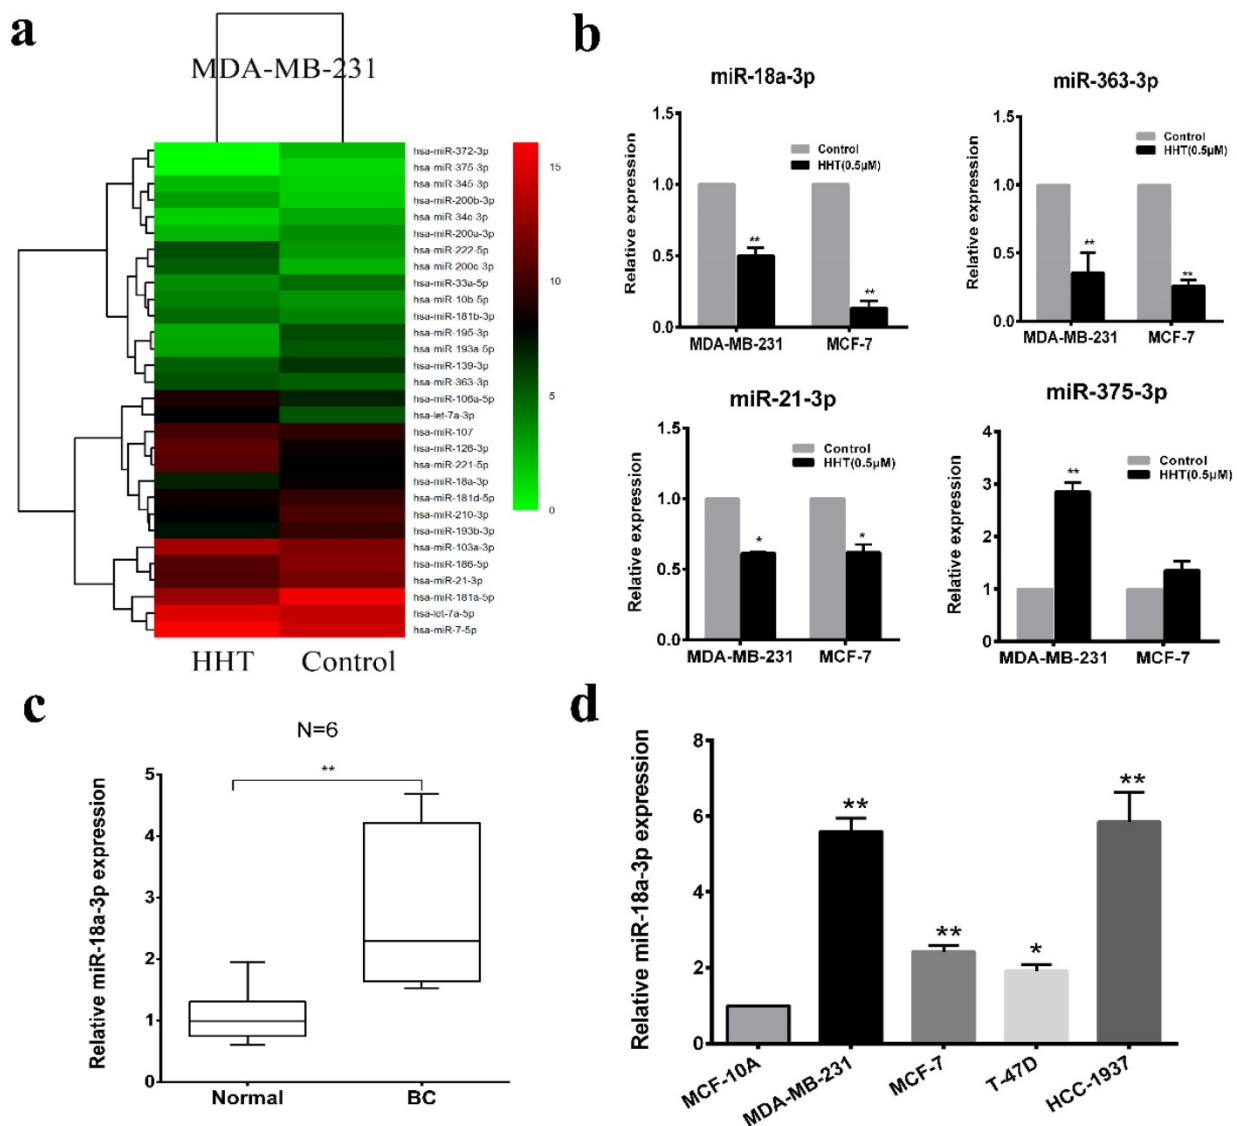 a
MDA-MB-231
hsa-miR-372-3p
hsa-miR-375-3p
hsa-miR-345-3p
hsa-miR-200b-3p
hsa-miR-34c-3p
hsa-miR-200a-3p
hsa-miR-222-5p
hsa-miR-200c-3p
hsa-miR-33a-5p
hsa-miR-10b-5p
hsa-miR-181b-3p
hsa-miR-195-3p
hsa-miR-193a-5p
hsa-miR-139-3p
hsa-miR-363-3p
hsa-miR-106a-5p
hsa-let-7a-3p
hsa-miR-107
hsa-miR-126-3p
hsa-miR-221-5p
hsa-miR-18a-3p
hsa-miR-181d-5p
hsa-miR-210-3p
hsa-miR-193b-3p
hsa-miR-103a-3p
hsa-miR-186-5p
hsa-miR-21-3p
hsa-miR-181a-5p
hsa-let-7a-5p
hsa-miR-7-5p
15
10
5
0
HHT Control
b
miR-18a-3p
Relative expression
1.5
1.0
0.5
0.0
Control
HHT(0.5μM)
**
**
MDA-MB-231 MCF-7
miR-363-3p
Relative expression
1.5
1.0
0.5
0.0
Control
HHT(0.5μM)
**
**
MDA-MB-231 MCF-7
miR-21-3p
Relative expression
1.5
1.0
0.5
0.0
Control
HHT(0.5μM)
*
*
MDA-MB-231 MCF-7
miR-375-3p
Relative expression
4
3
2
1
0
Control
HHT(0.5μM)
**
MDA-MB-231 MCF-7
c
N=6
Relative miR-18a-3p expression
5
4
3
2
1
0
**
Normal BC
d
Relative miR-18a-3p expression
8
6
4
2
0
**
**
*
**
MCF-10A
MDA-MB-231
MCF-7
T-47D
HCC-1937